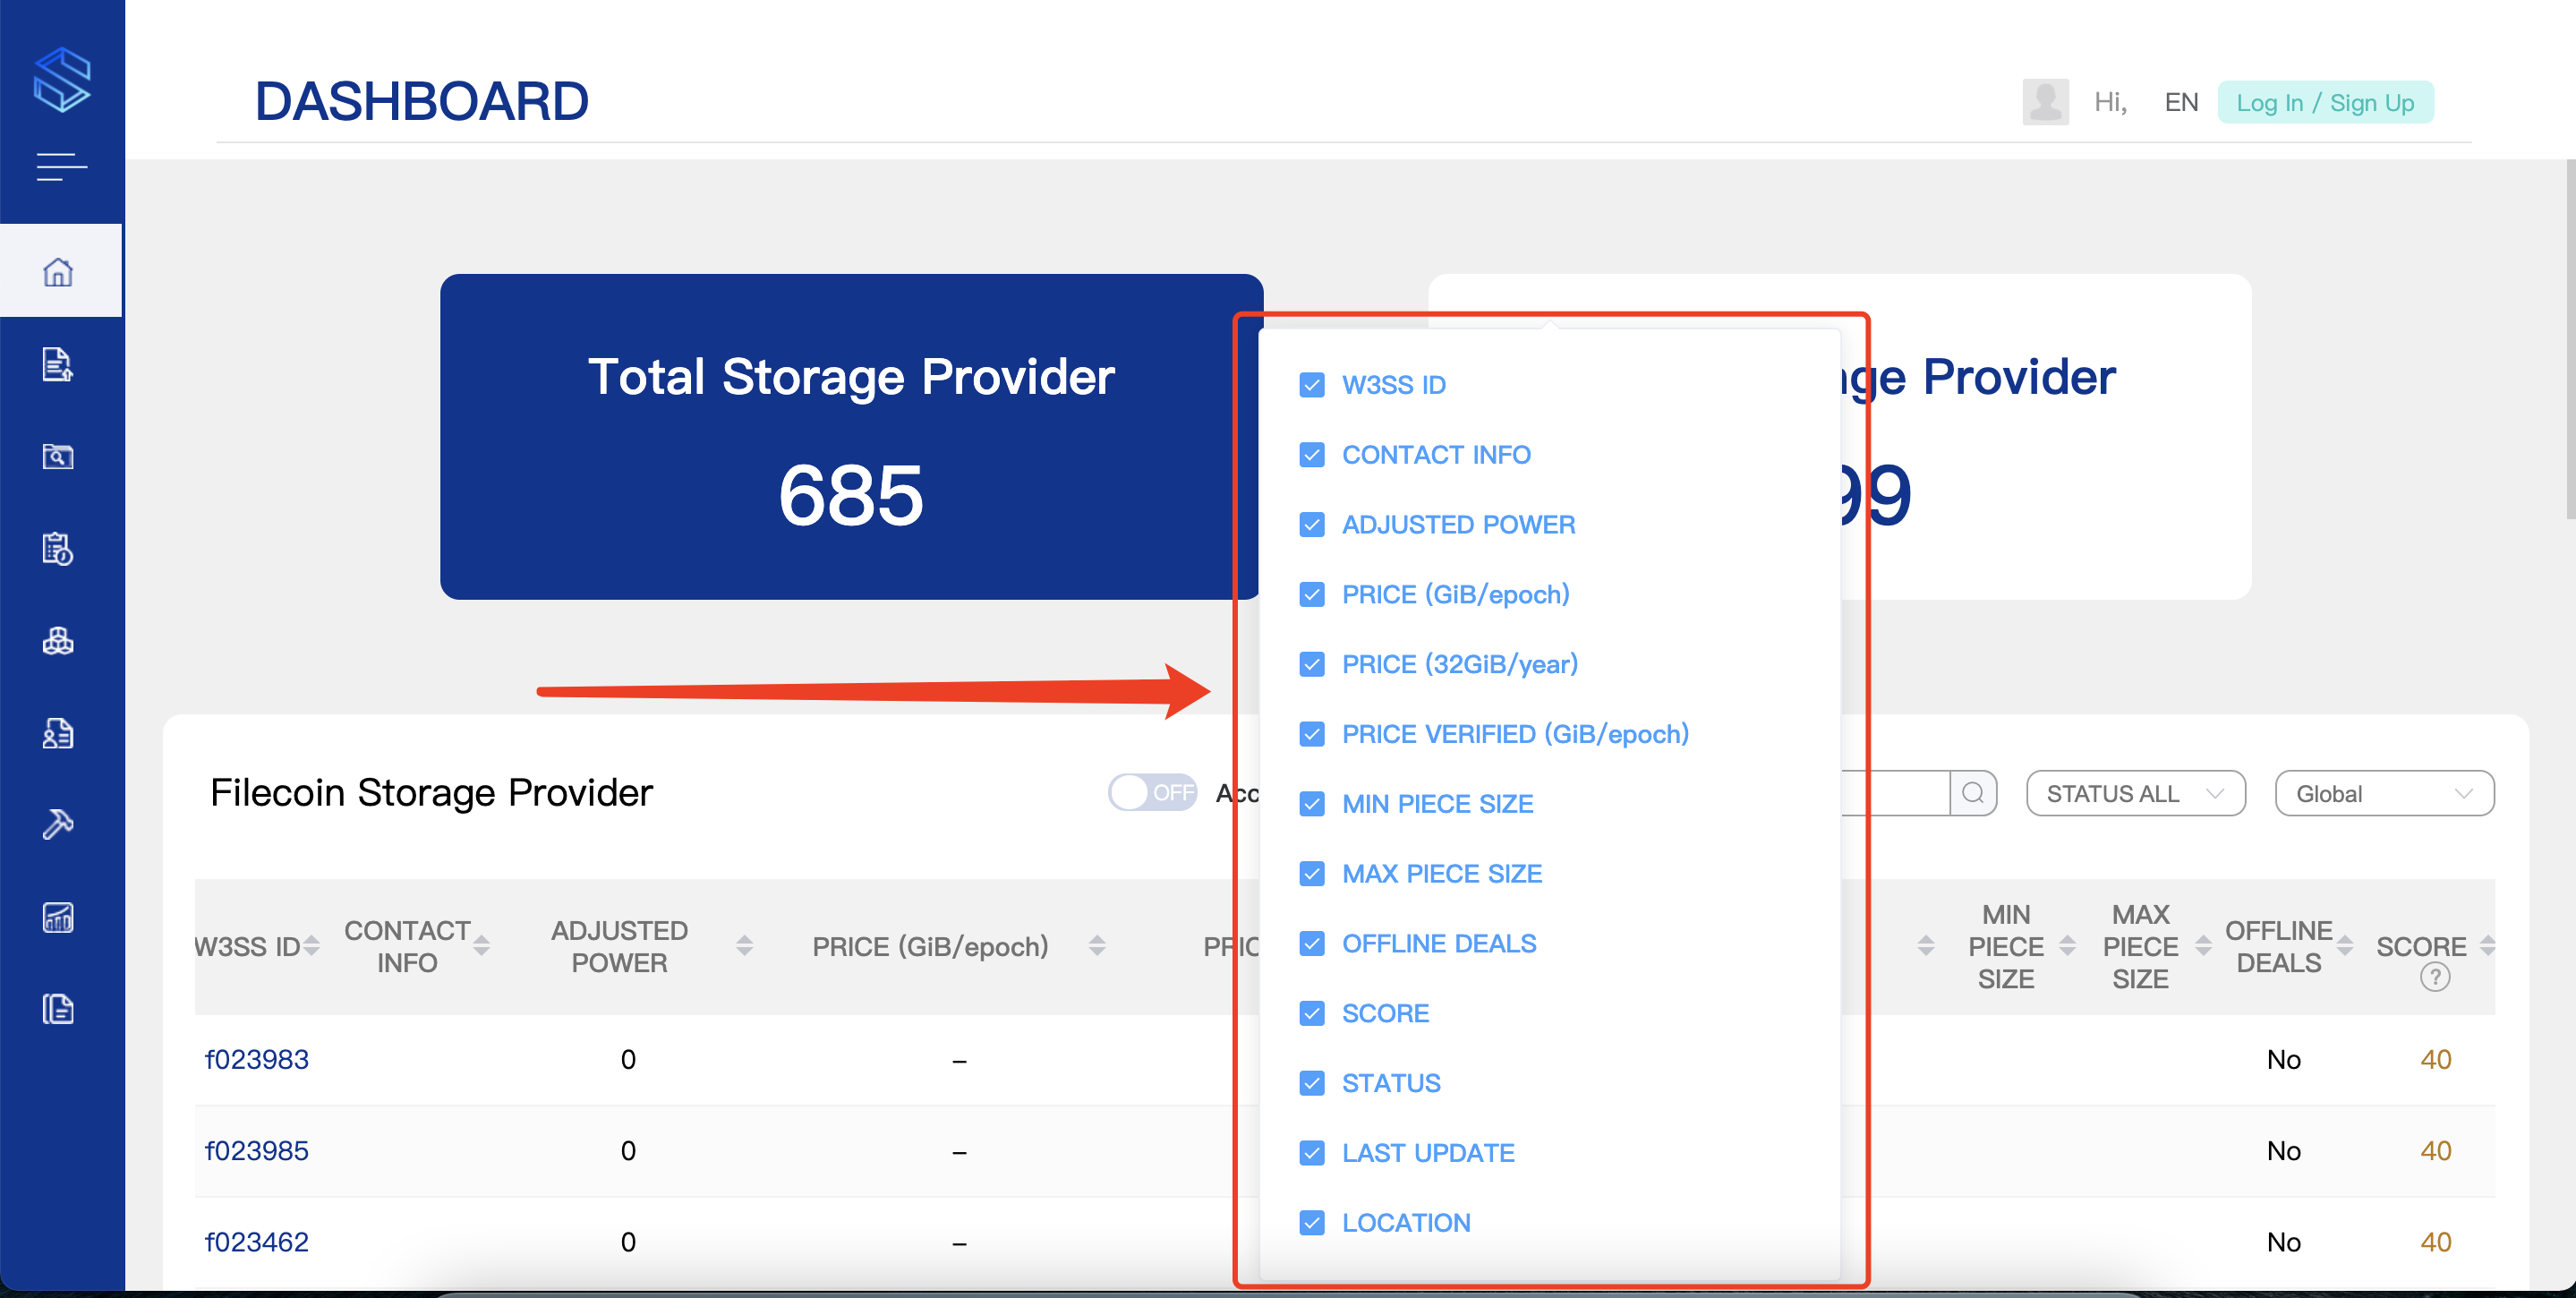 DASHBOARD
Hi,
EN
Log In / Sign Up
Total Storage Provider
685
Provider
99
W3SS ID
CONTACT INFO
ADJUSTED POWER
PRICE (GiB/epoch)
PRICE (32GiB/year)
PRICE VERIFIED (GiB/epoch)
MIN PIECE SIZE
MAX PIECE SIZE
OFFLINE DEALS
SCORE
STATUS
LAST UPDATE
LOCATION
Filecoin Storage Provider
OFF
STATUS ALL
Global
W3SS ID
CONTACT
INFO
ADJUSTED
POWER
PRICE (GiB/epoch)
MIN
PIECE
SIZE
MAX
PIECE
SIZE
OFFLINE
DEALS
SCORE
?
f023983 0 – No 40
f023985 0 – No 40
f023462 0 – No 40